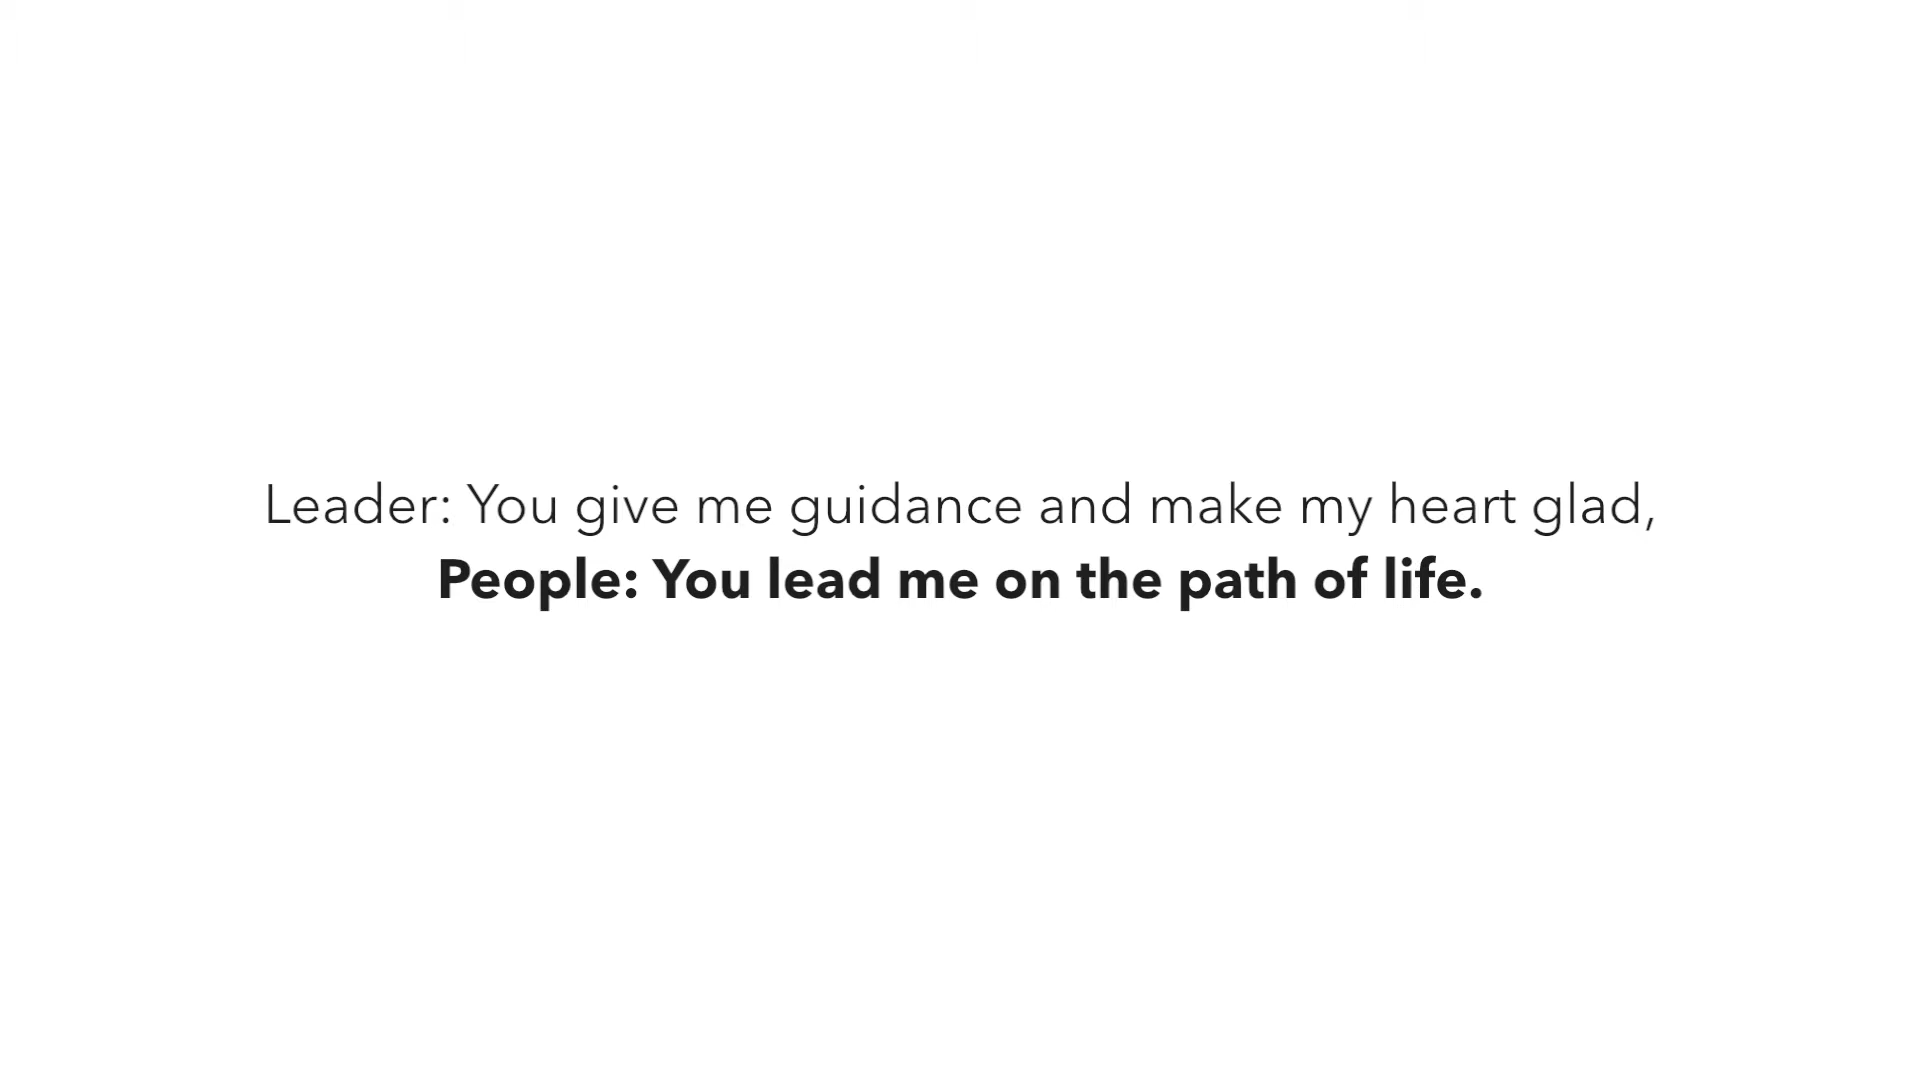 Leader: You give me guidance and make my heart glad,
People: You lead me on the path of life.